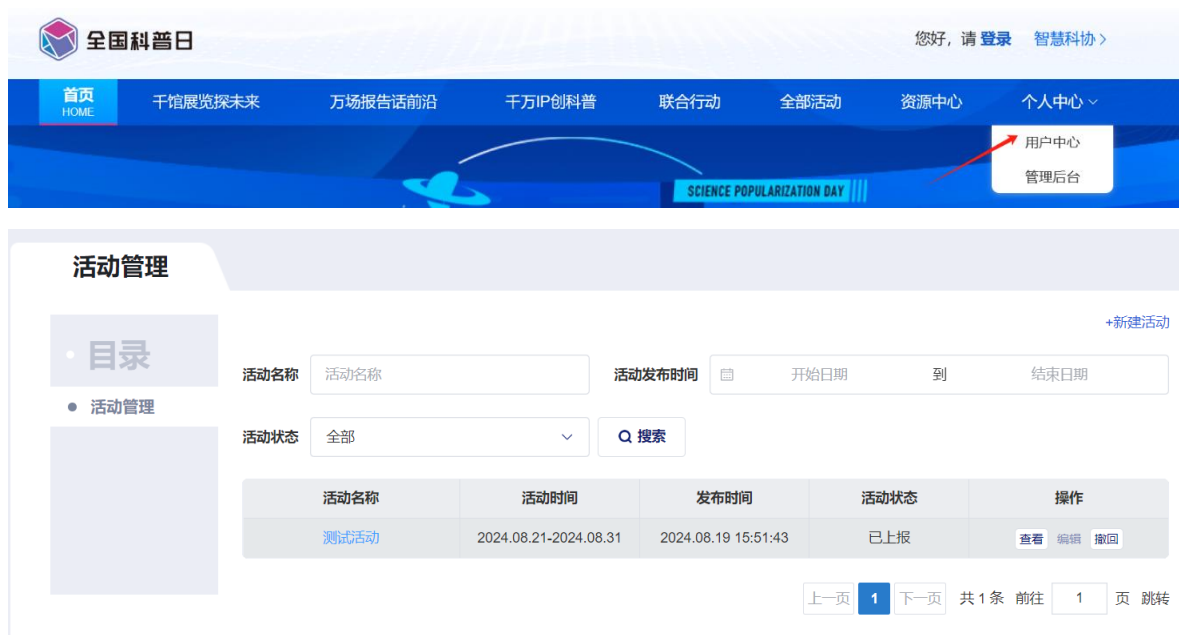 全国科普日
您好，请 登录 智慧科协 >
首页 千馆展览探未来 万场报告话前沿 千万IP创科普 联合行动 全部活动 资源中心 个人中心
HOME
用户中心
SCIENCE POPULARIZATION DAY
管理后台
活动管理
+新建活动
目录
活动名称 活动名称 活动发布时间 开始日期 到 结束日期
活动管理
活动状态 全部 搜索
活动名称 活动时间 发布时间 活动状态 操作
测试活动 2024.08.21-2024.08.31 2024.08.19 15:51:43 已上报 查看 编辑 撤回
上一页 1 下一页 共 1 条 前往 1 页 跳转